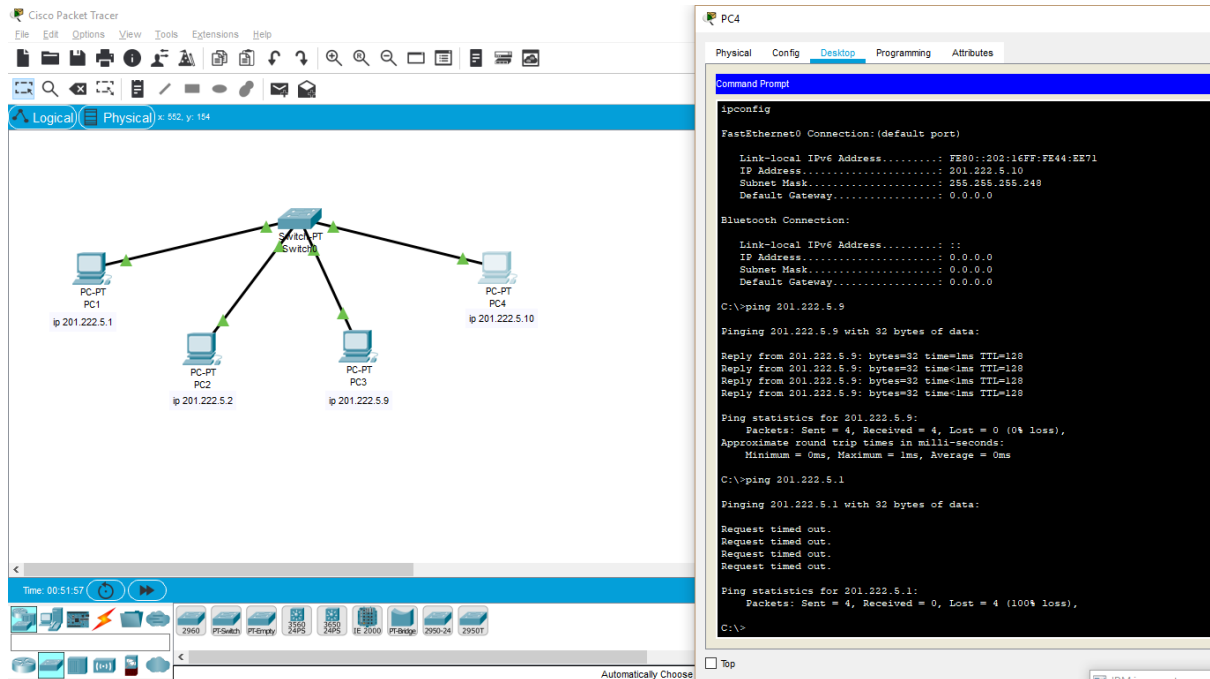 Cisco Packet Tracer
File Edit Options View Tools Extensions Help
Logical Physical x: 552, y: 154
Switch-PT
Switch0
PC-PT
PC1
ip 201.222.5.1
PC-PT
PC2
ip 201.222.5.2
PC-PT
PC3
ip 201.222.5.9
PC-PT
PC4
ip 201.222.5.10
Time: 00:51:57
2960 PT-Switch PT-Empty 3560 24PS 3650 24PS IE 2000 PT-Bridge 2950-24 2950T
Automatically Choose
PC4
Physical Config Desktop Programming Attributes
Command Prompt
ipconfig
FastEthernet0 Connection:(default port)
Link-local IPv6 Address.........: FE80::202:16FF:FE44:EE71
IP Address......................: 201.222.5.10
Subnet Mask.....................: 255.255.255.248
Default Gateway.................: 0.0.0.0
Bluetooth Connection:
Link-local IPv6 Address.........: ::
IP Address......................: 0.0.0.0
Subnet Mask.....................: 0.0.0.0
Default Gateway.................: 0.0.0.0
C:\>ping 201.222.5.9
Pinging 201.222.5.9 with 32 bytes of data:
Reply from 201.222.5.9: bytes=32 time=1ms TTL=128
Reply from 201.222.5.9: bytes=32 time<1ms TTL=128
Reply from 201.222.5.9: bytes=32 time<1ms TTL=128
Reply from 201.222.5.9: bytes=32 time<1ms TTL=128
Ping statistics for 201.222.5.9:
Packets: Sent = 4, Received = 4, Lost = 0 (0% loss),
Approximate round trip times in milli-seconds:
Minimum = 0ms, Maximum = 1ms, Average = 0ms
C:\>ping 201.222.5.1
Pinging 201.222.5.1 with 32 bytes of data:
Request timed out.
Request timed out.
Request timed out.
Request timed out.
Ping statistics for 201.222.5.1:
Packets: Sent = 4, Received = 0, Lost = 4 (100% loss),
C:\>
Top